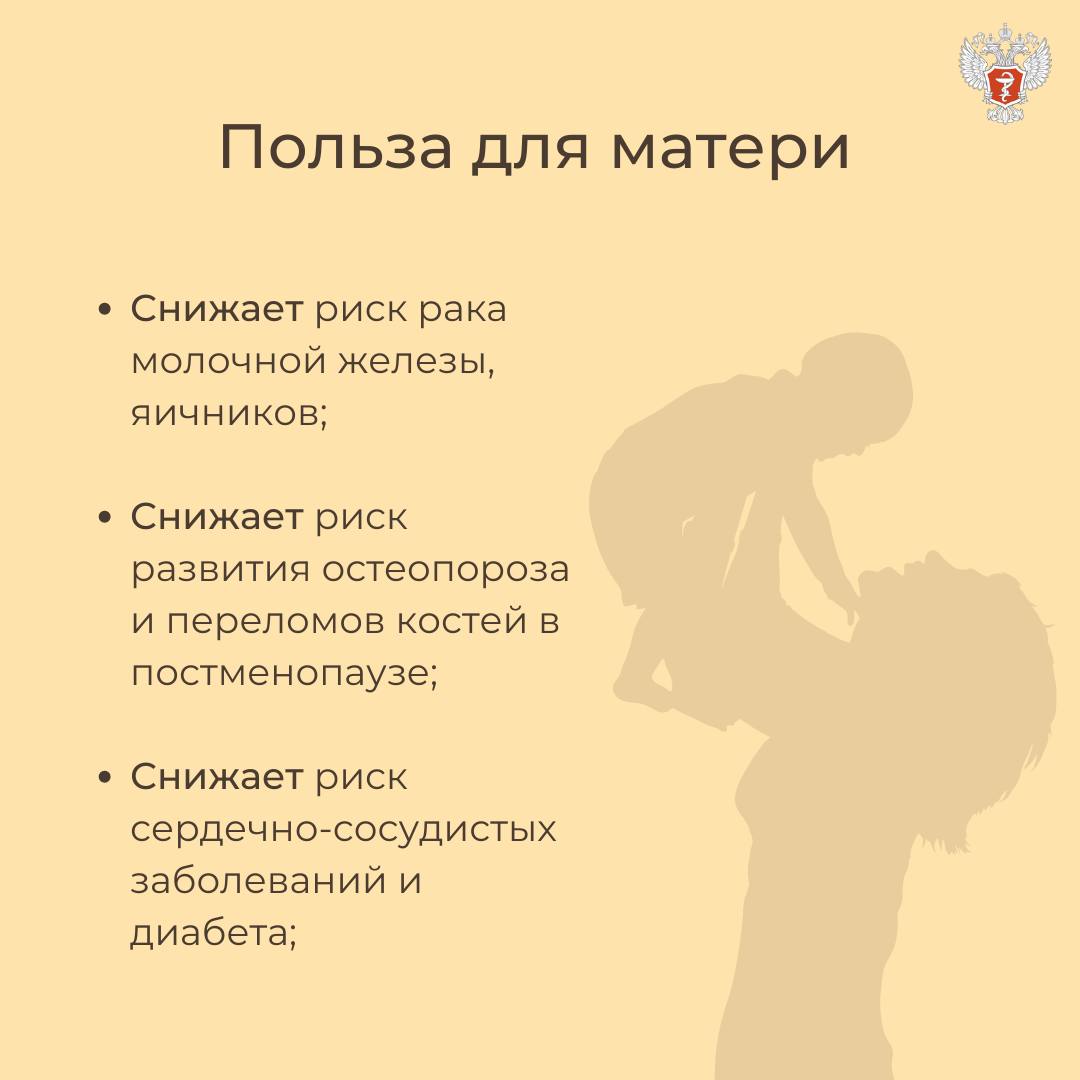 Польза для матери
• Снижает риск рака
молочной железы,
яичников;
• Снижает риск
развития остеопороза
и переломов костей в
постменопаузе;
• Снижает риск
сердечно-сосудистых
заболеваний и
диабета;